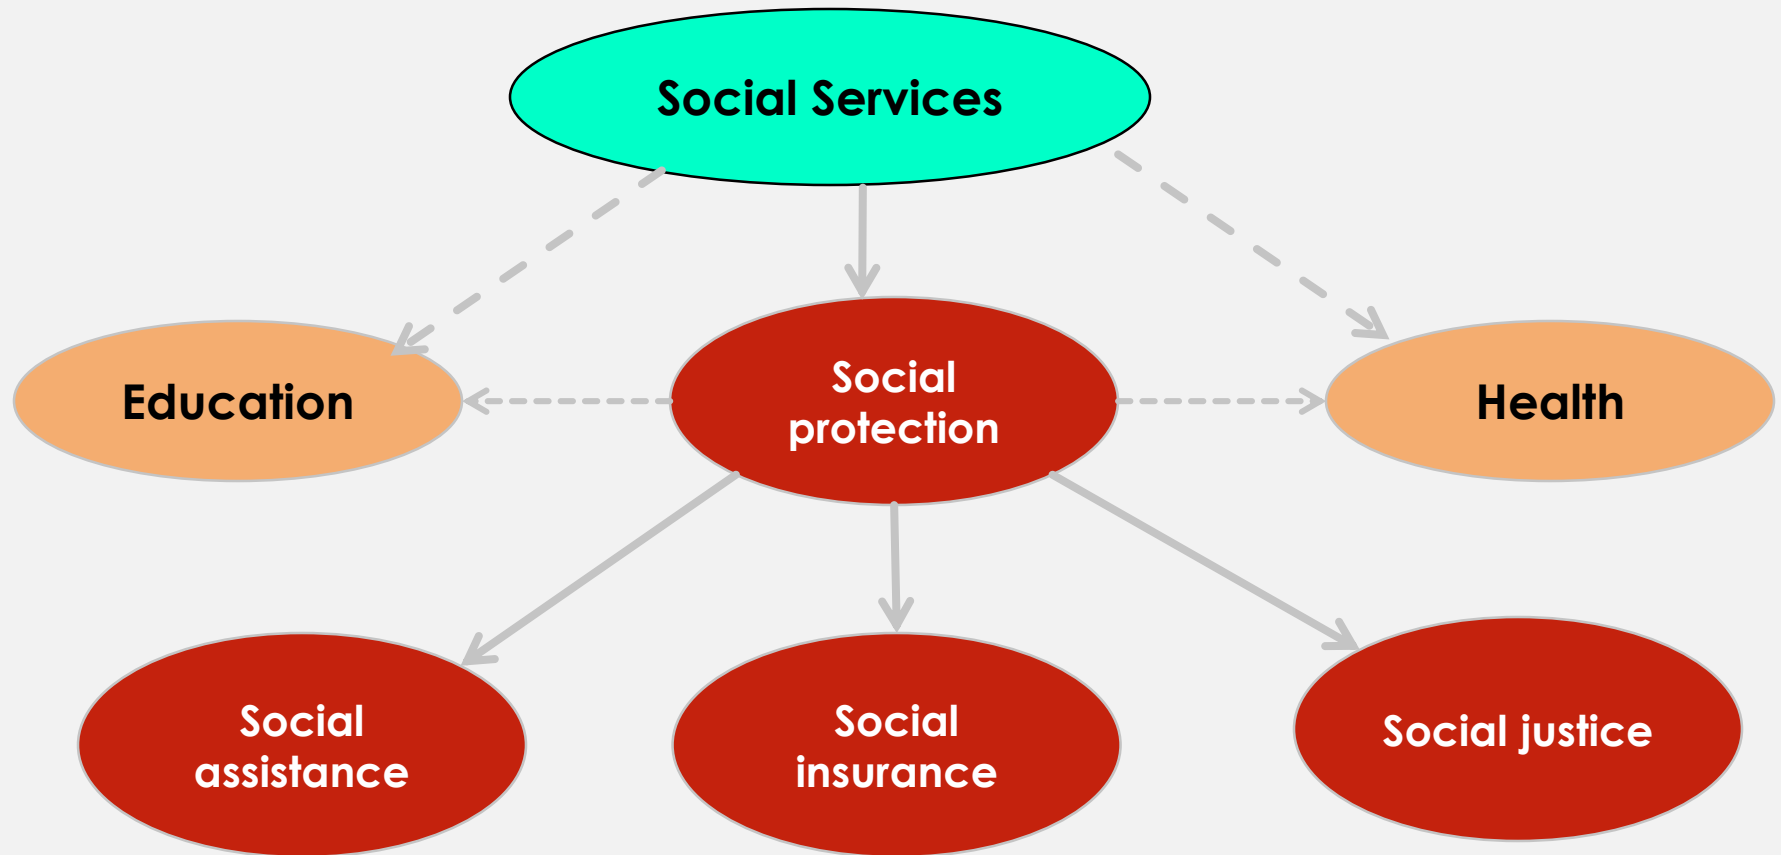 Social Services
Education
Social
protection
Health
Social
assistance
Social
insurance
Social justice